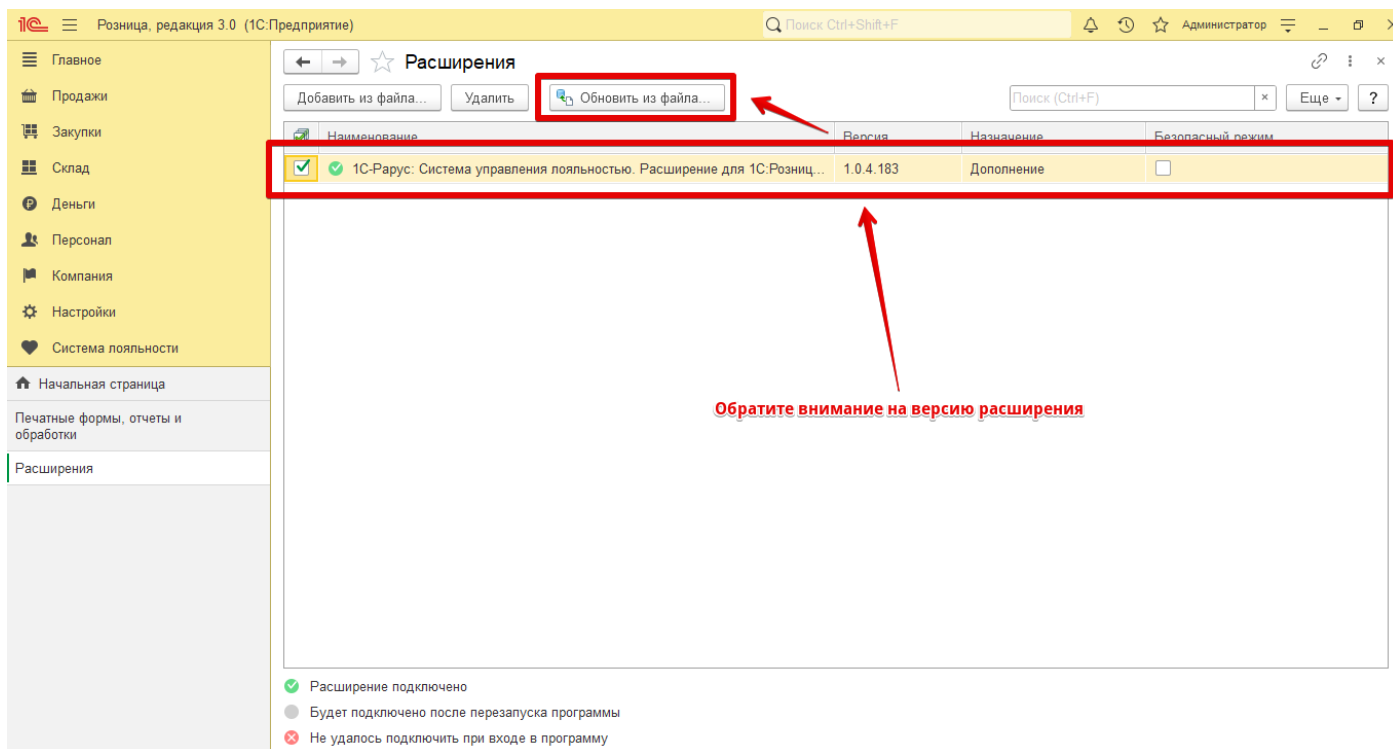 1С Розница, редакция 3.0 (1С:Предприятие) Поиск Ctrl+Shift+F Администратор
Главное
Продажи
Закупки
Склад
Деньги
Персонал
Компания
Настройки
Система лояльности
Начальная страница
Печатные формы, отчеты и
обработки
Расширения
Расширения
Добавить из файла... Удалить Обновить из файла... Поиск (Ctrl+F) × Еще ?
Наименование Версия Назначение Безопасный режим
1С-Рарус: Система управления лояльностью. Расширение для 1С:Розниц... 1.0.4.183 Дополнение
Обратите внимание на версию расширения
Расширение подключено
Будет подключено после перезапуска программы
Не удалось подключить при входе в программу